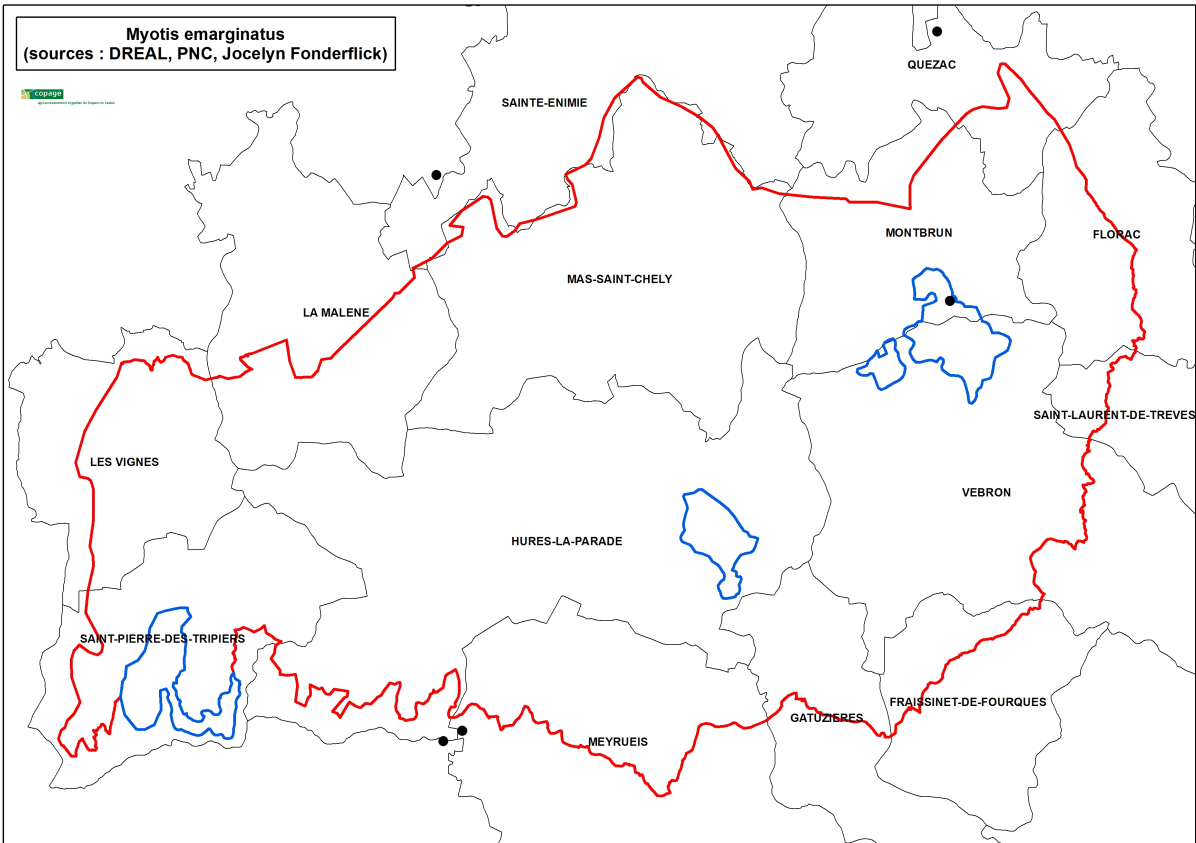 Myotis emarginatus
(sources : DREAL, PNC, Jocelyn Fonderflick)
copage
QUEZAC
SAINTE-ENIMIE
MONTBRUN
FLORAC
MAS-SAINT-CHELY
LA MALENE
SAINT-LAURENT-DE-TREVES
LES VIGNES
VEBRON
HURES-LA-PARADE
SAINT-PIERRE-DES-TRIPIERS
FRAISSINET-DE-FOURQUES
GATUZIERES
MEYRUEIS